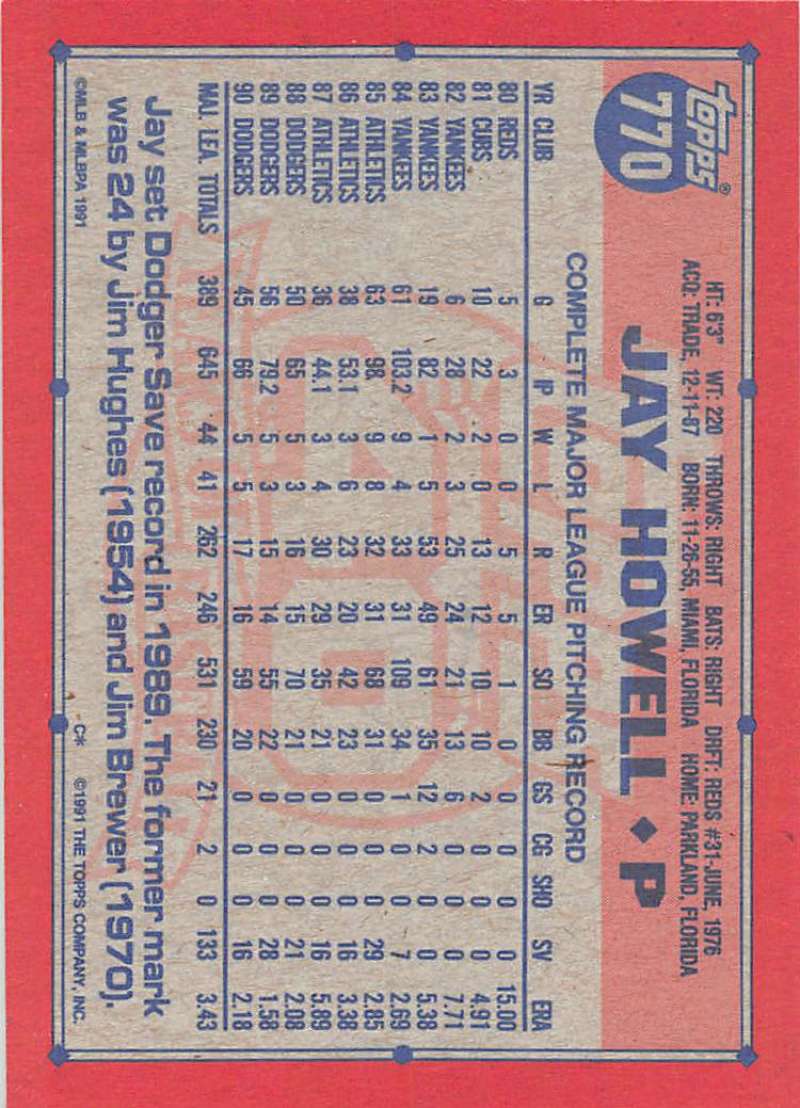 topps®
770
HT: 6'3" WT: 220 THROWS: RIGHT BATS: RIGHT DRFT: REDS #31-JUNE, 1976
ACQ: TRADE, 12-11-87 BORN: 11-26-55, MIAMI, FLORIDA HOME: PARKLAND, FLORIDA
JAY HOWELL ♦ P
COMPLETE MAJOR LEAGUE PITCHING RECORD
YR CLUB G IP W L R ER SO BB GS CG SHO SV ERA
80 REDS 5 3 0 0 5 5 1 0 0 0 0 0 15.00
81 CUBS 10 22 2 0 13 12 10 10 2 0 0 0 4.91
82 YANKEES 6 28 2 3 25 24 21 13 6 0 0 0 7.71
83 YANKEES 19 82 1 5 53 49 61 35 12 2 0 0 5.38
84 YANKEES 61 103.2 9 4 33 31 109 34 1 0 0 7 2.69
85 ATHLETICS 63 98 9 8 32 31 68 31 0 0 0 29 2.85
86 ATHLETICS 38 53.1 3 6 23 20 42 23 0 0 0 16 3.38
87 ATHLETICS 36 44.1 3 4 30 29 35 21 0 0 0 16 5.89
88 DODGERS 50 65 5 3 16 15 70 21 0 0 0 21 2.08
89 DODGERS 56 79.2 5 3 15 14 55 22 0 0 0 28 1.58
90 DODGERS 45 66 5 5 17 16 59 20 0 0 0 16 2.18
MAJ. LEA. TOTALS 389 645 44 41 262 246 531 230 21 2 0 133 3.43
Jay set Dodger Save record in 1989. The former mark
was 24 by Jim Hughes (1954) and Jim Brewer (1970).
©MLB & MLBPA 1991 C* ©1991 THE TOPPS COMPANY, INC.